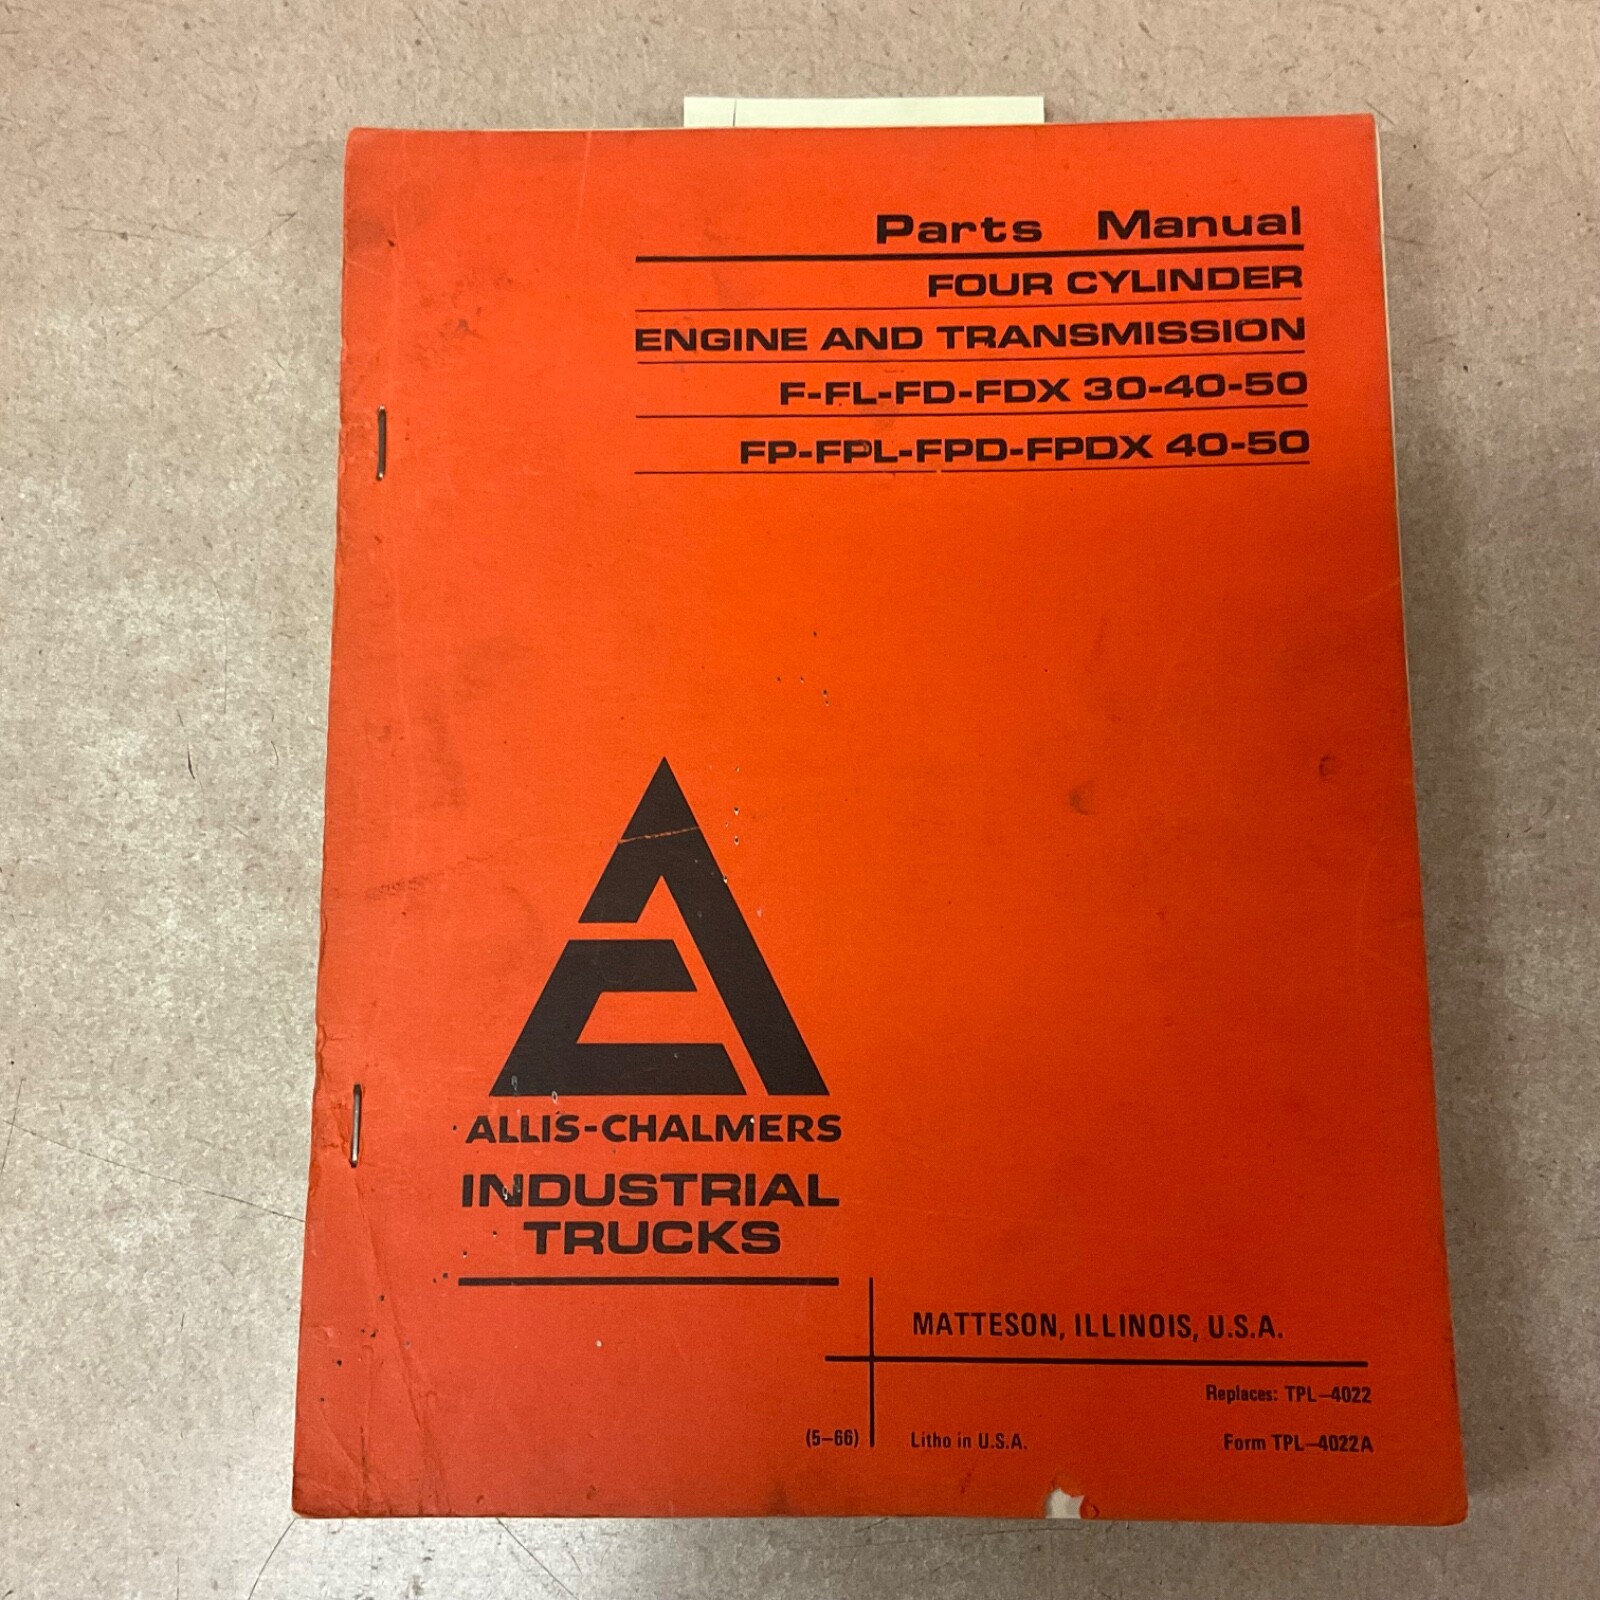 Parts Manual
FOUR CYLINDER
ENGINE AND TRANSMISSION
F-FL-FD-FDX 30-40-50
FP-FPL-FPD-FPDX 40-50
ALLIS-CHALMERS
INDUSTRIAL
TRUCKS
MATTESON, ILLINOIS, U.S.A.
Replaces: TPL-4022
(5-66) Litho in U.S.A. Form TPL-4022A